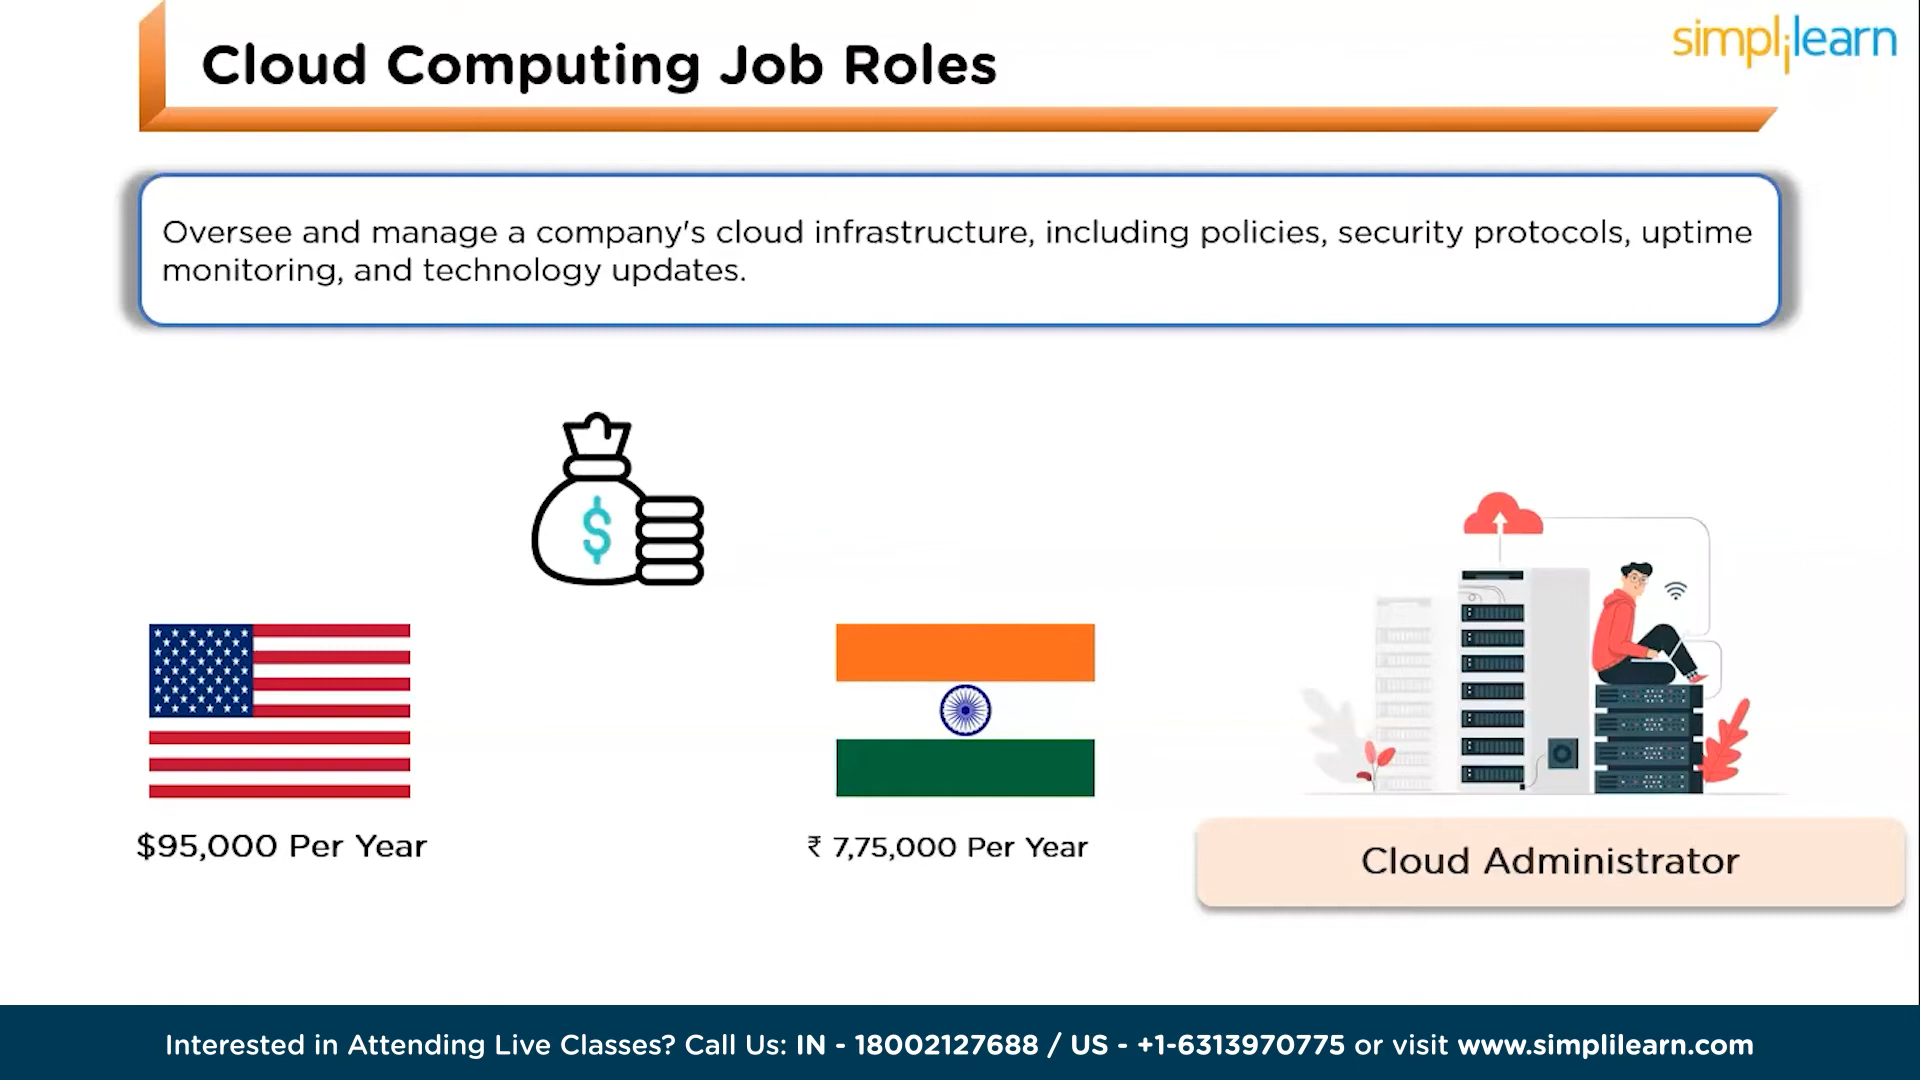 Cloud Computing Job Roles
simplilearn
Oversee and manage a company's cloud infrastructure, including policies, security protocols, uptime
monitoring, and technology updates.
$
$95,000 Per Year
₹ 7,75,000 Per Year
Cloud Administrator
Interested in Attending Live Classes? Call Us: IN - 18002127688 / US - +1-6313970775 or visit www.simplilearn.com